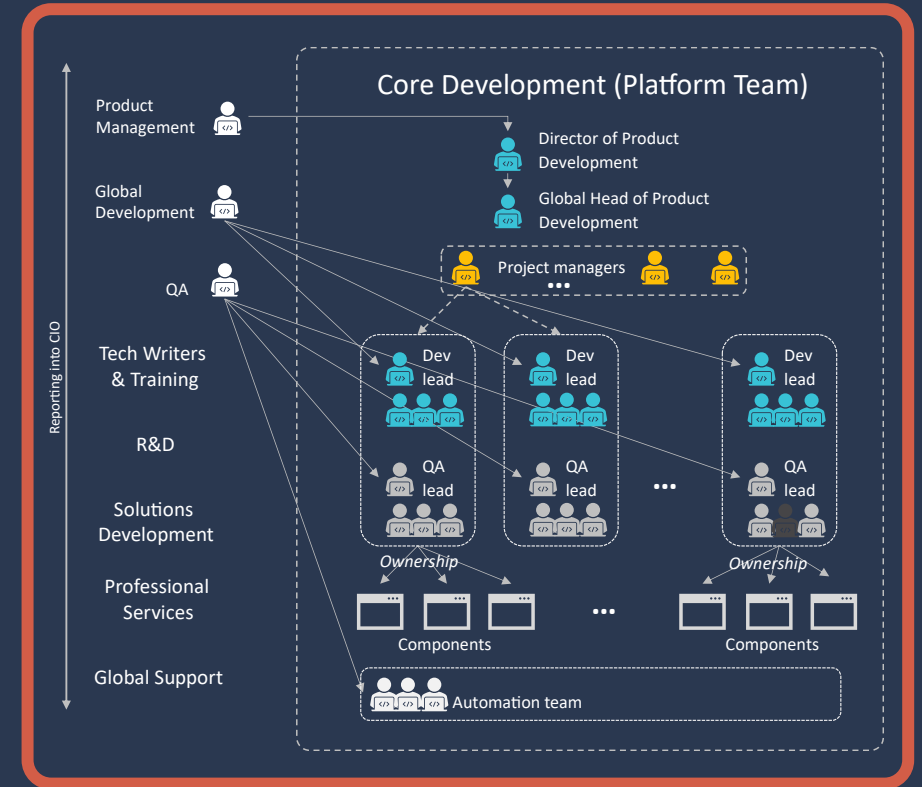 Core Development (Platform Team)
Product
Management
Director of Product
Development
Global
Development
Global Head of Product
Development
Project managers
...
QA
Reporting into CIO
Tech Writers
& Training
Dev
lead
Dev
lead
Dev
lead
R&D
QA
lead
QA
lead
...
QA
lead
Solutions
Development
Ownership
Ownership
Professional
Services
...
Components
Components
Global Support
Automation team